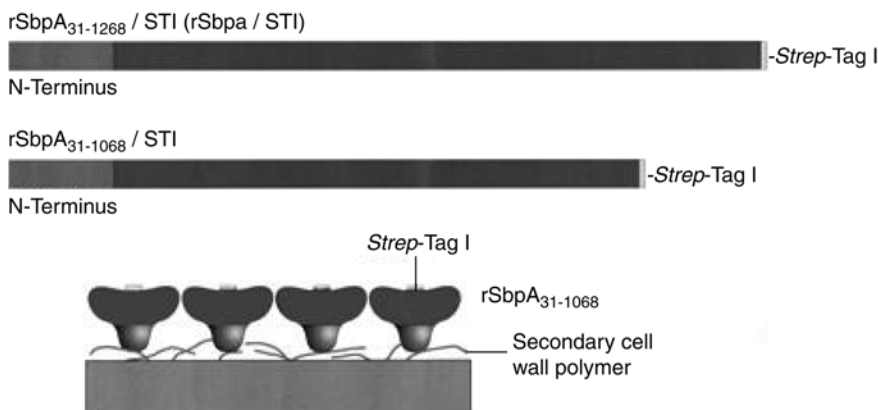 rSbpA31-1268 / STI (rSbpa / STI)
-Strep-Tag I
N-Terminus
rSbpA31-1068 / STI
-Strep-Tag I
N-Terminus
Strep-Tag I
rSbpA31-1068
Secondary cell
wall polymer